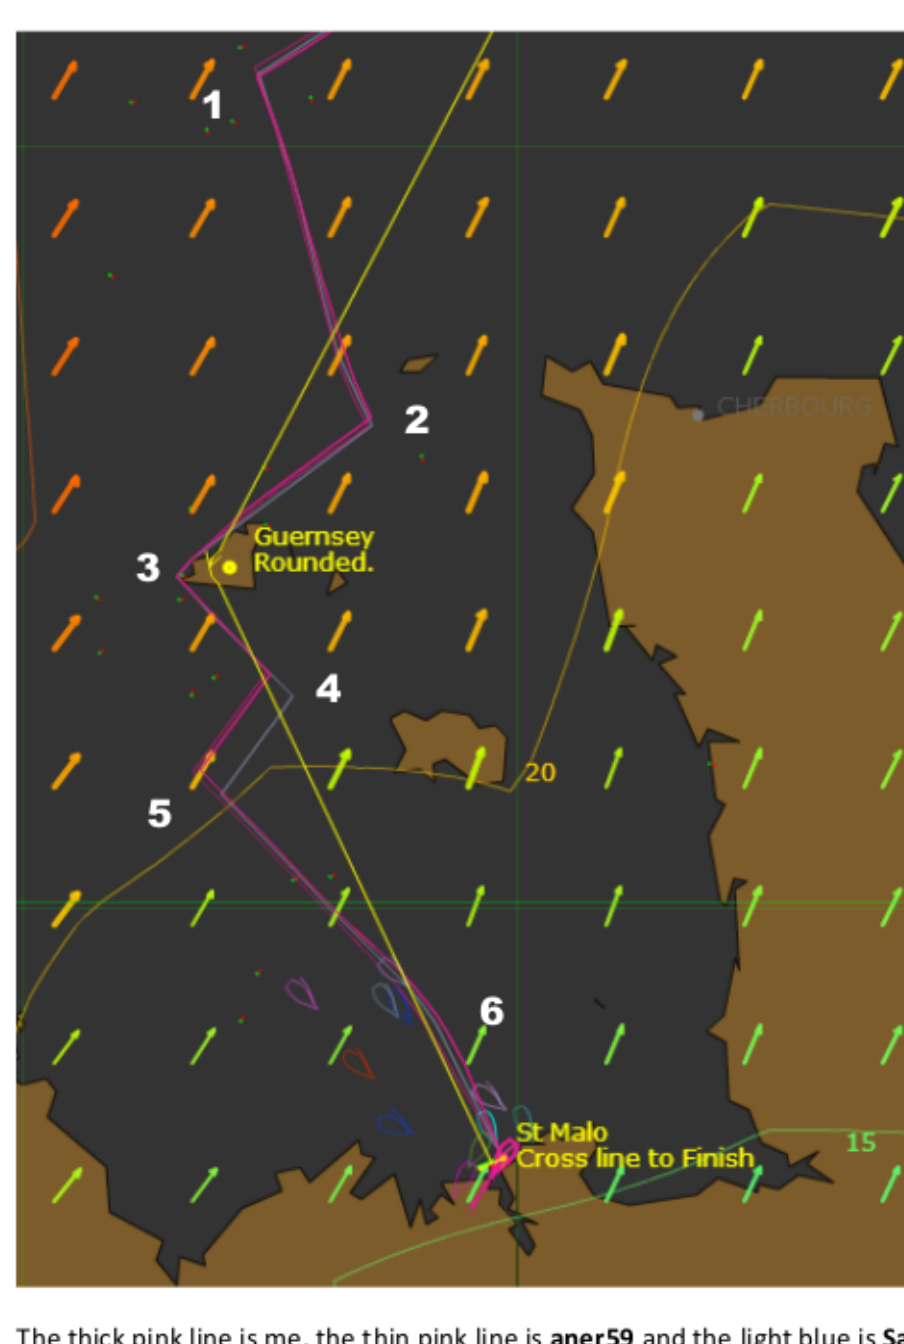 1
2
CHERBOURG
Guernsey
Rounded.
3
4
20
5
6
St Malo
Cross line to Finish
15
The thick pink line is me, the thin pink line is aner59 and the light blue is Sa